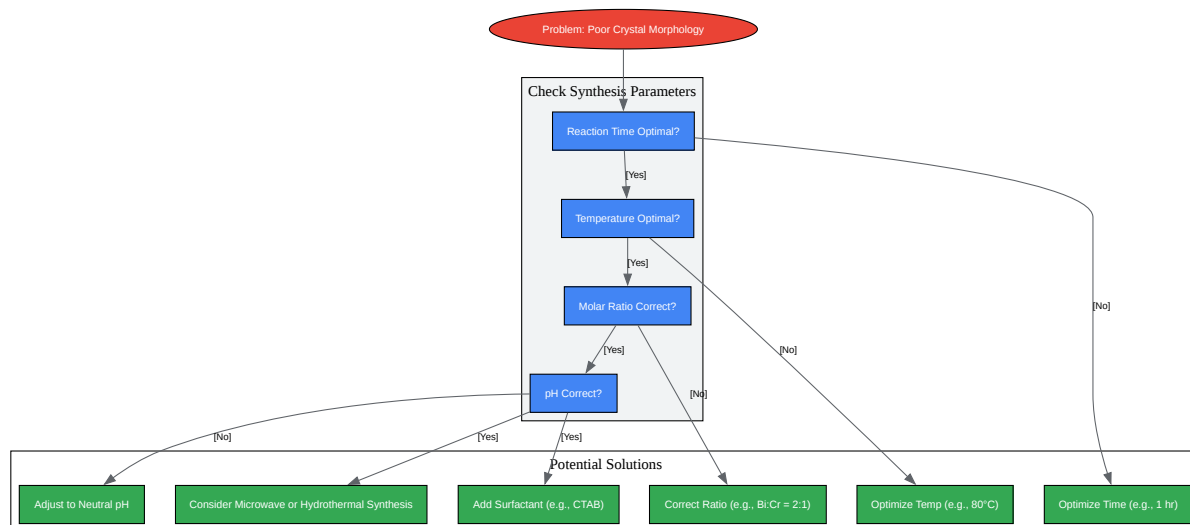 Problem: Poor Crystal Morphology
Check Synthesis Parameters
Reaction Time Optimal?
[Yes]
Temperature Optimal?
[Yes]
Molar Ratio Correct?
[No]
[Yes]
[No]
pH Correct?
[No]
[No]
[Yes]
[Yes]
Potential Solutions
Adjust to Neutral pH
Consider Microwave or Hydrothermal Synthesis
Add Surfactant (e.g., CTAB)
Correct Ratio (e.g., Bi:Cr = 2:1)
Optimize Temp (e.g., 80°C)
Optimize Time (e.g., 1 hr)